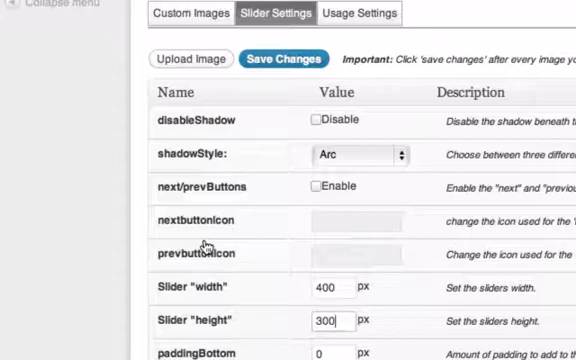 Collapse menu
Custom Images Slider Settings Usage Settings
Upload Image Save Changes Important: Click 'save changes' after every image yo
Name Value Description
disableShadow Disable Disable the shadow beneath
shadowStyle: Arc Choose between three differe
next/prevButtons Enable Enable the "next" and "previou
nextbuttonIcon change the icon used for the
prevbuttonIcon Change the icon used for the
Slider "width" 400 px Set the sliders width.
Slider "height" 300 px Set the sliders height.
paddingBottom 0 px Amount of padding to add to